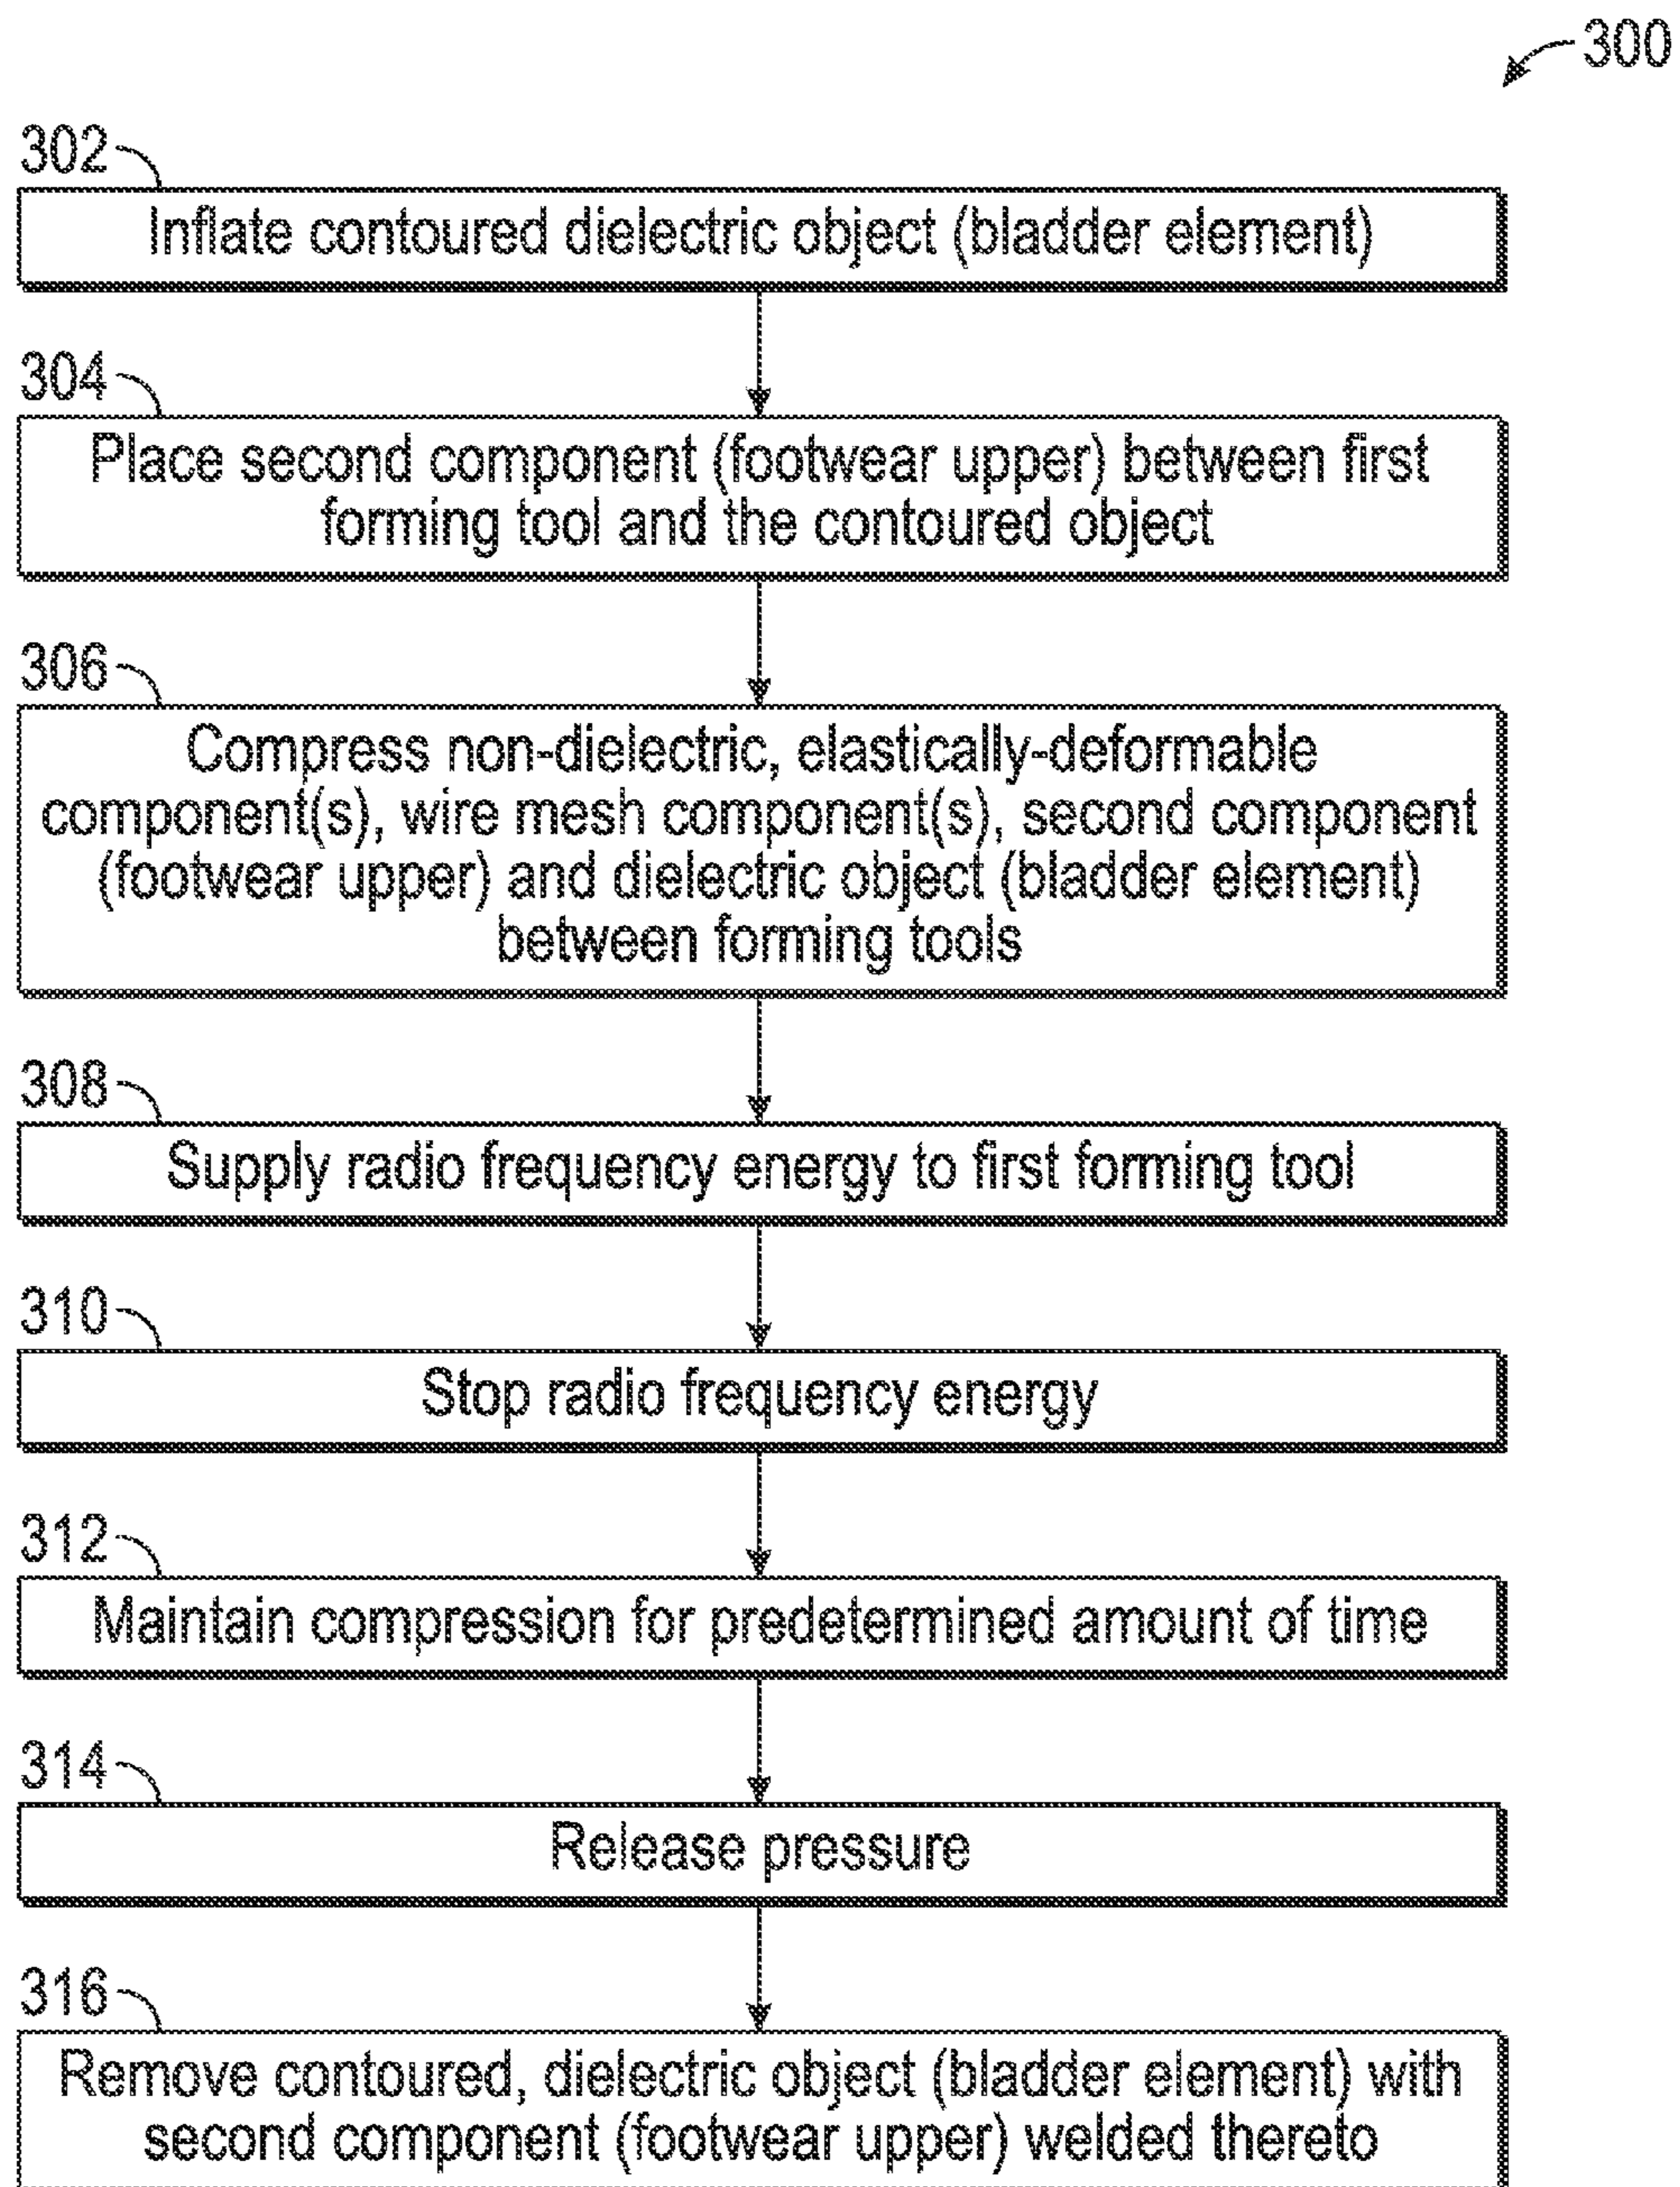 300
302
Inflate contoured dielectric object (bladder element)
304
Place second component (footwear upper) between first
forming tool and the contoured object
306
Compress non-dielectric, elastically-deformable
component(s), wire mesh component(s), second component
(footwear upper) and dielectric object (bladder element)
between forming tools
308
Supply radio frequency energy to first forming tool
310
Stop radio frequency energy
312
Maintain compression for predetermined amount of time
314
Release pressure
316
Remove contoured, dielectric object (bladder element) with
second component (footwear upper) welded thereto